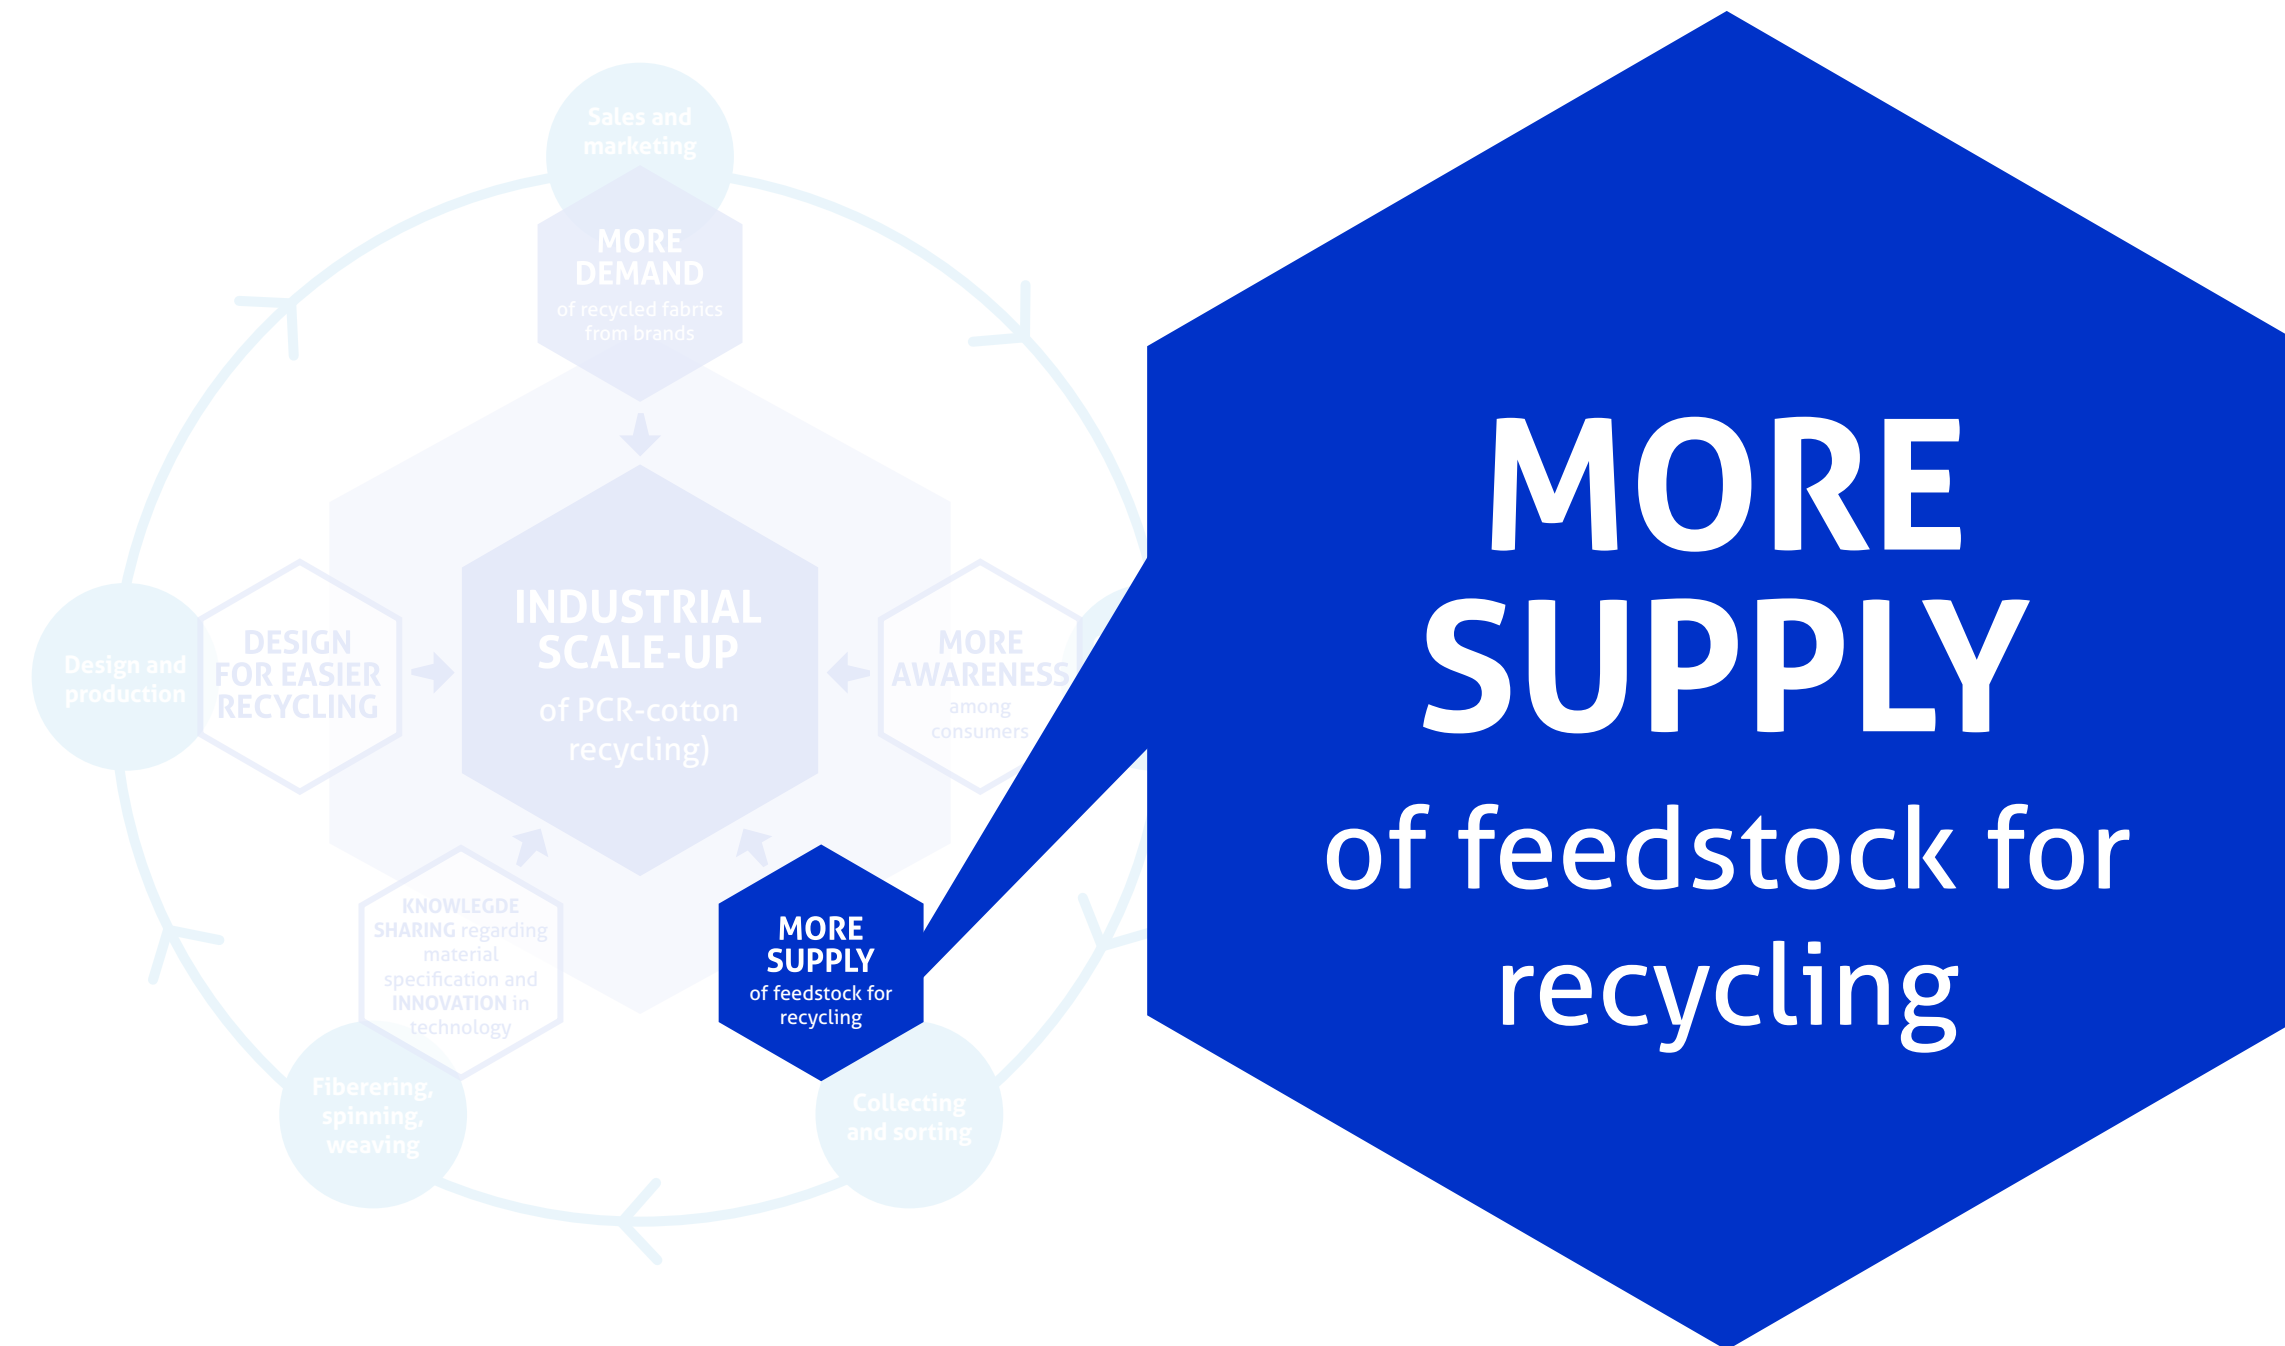 Sales and
marketing
MORE
DEMAND
of recycled fabrics
from brands
Design and
production
DESIGN
FOR EASIER
RECYCLING
INDUSTRIAL
SCALE-UP
of PCR-cotton
recycling)
MORE
AWARENESS
among
consumers
KNOWLEGDE
SHARING regarding
material
specification and
INNOVATION in
technology
MORE
SUPPLY
of feedstock for
recycling
Fiberering,
spinning,
weaving
Collecting
and sorting
MORE
SUPPLY
of feedstock for
recycling